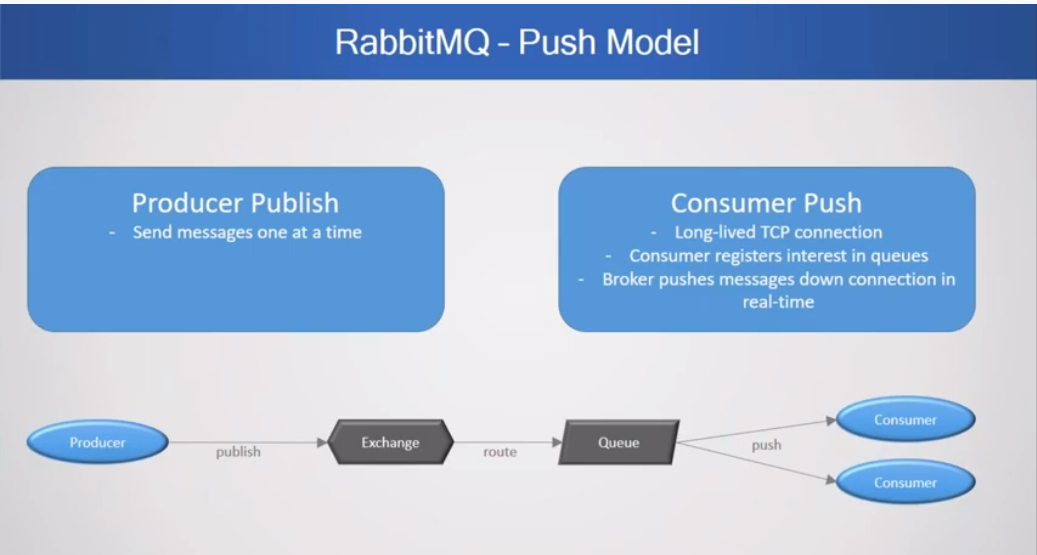 RabbitMQ - Push Model
Producer Publish
- Send messages one at a time
Consumer Push
- Long-lived TCP connection
- Consumer registers interest in queues
- Broker pushes messages down connection in
real-time
Producer
publish
Exchange
route
Queue
push
Consumer
Consumer